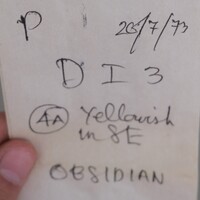 P 26/7/73
D I 3
4A Yellowish
in SE
OBSIDIAN